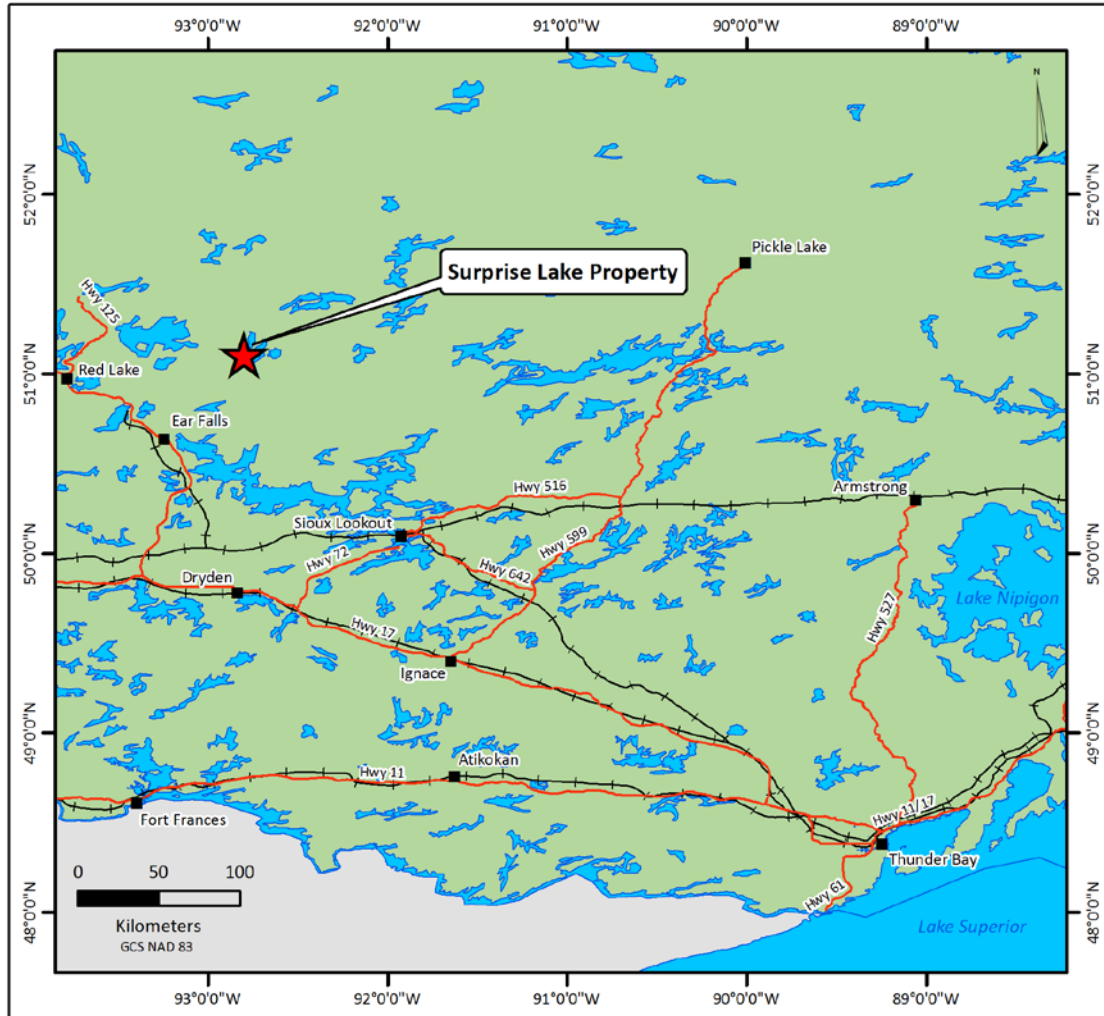 93°0'0"W 92°0'0"W 91°0'0"W 90°0'0"W 89°0'0"W
N
52°0'0"N 52°0'0"N
Pickle Lake
Surprise Lake Property
Hwy 125
51°0'0"N 51°0'0"N
Red Lake
Ear Falls
Hwy 516
Armstrong
Sioux Lookout
Hwy 599
50°0'0"N 50°0'0"N
Hwy 72
Hwy 642
Dryden
Lake Nipigon
Hwy 527
Hwy 17
Ignace
49°0'0"N 49°0'0"N
Atikokan
Hwy 11
Hwy 11/17
Fort Frances
Thunder Bay
0 50 100
Hwy 61
48°0'0"N 48°0'0"N
Kilometers
Lake Superior
GCS NAD 83
93°0'0"W 92°0'0"W 91°0'0"W 90°0'0"W 89°0'0"W